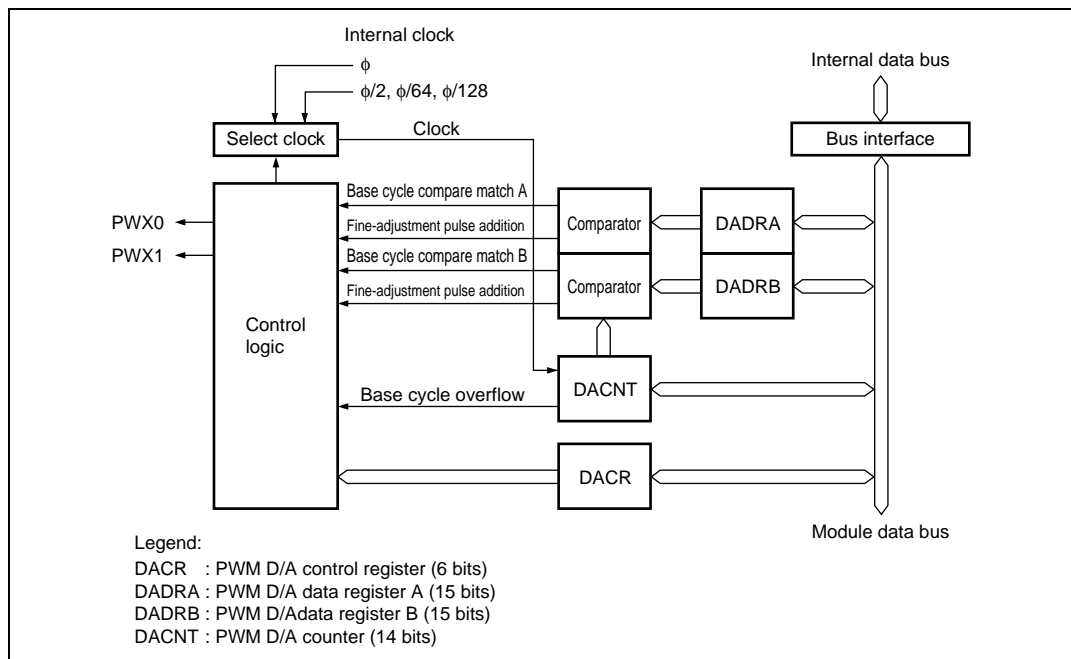 Internal clock
ϕ
ϕ/2, ϕ/64, ϕ/128
Internal data bus
Select clock
Clock
Bus interface
Base cycle compare match A
Fine-adjustment pulse addition
Base cycle compare match B
Fine-adjustment pulse addition
PWX0
PWX1
Comparator
DADRA
Comparator
DADRB
Control
logic
DACNT
Base cycle overflow
DACR
Module data bus
Legend:
DACR : PWM D/A control register (6 bits)
DADRA : PWM D/A data register A (15 bits)
DADRB : PWM D/Adata register B (15 bits)
DACNT : PWM D/A counter (14 bits)